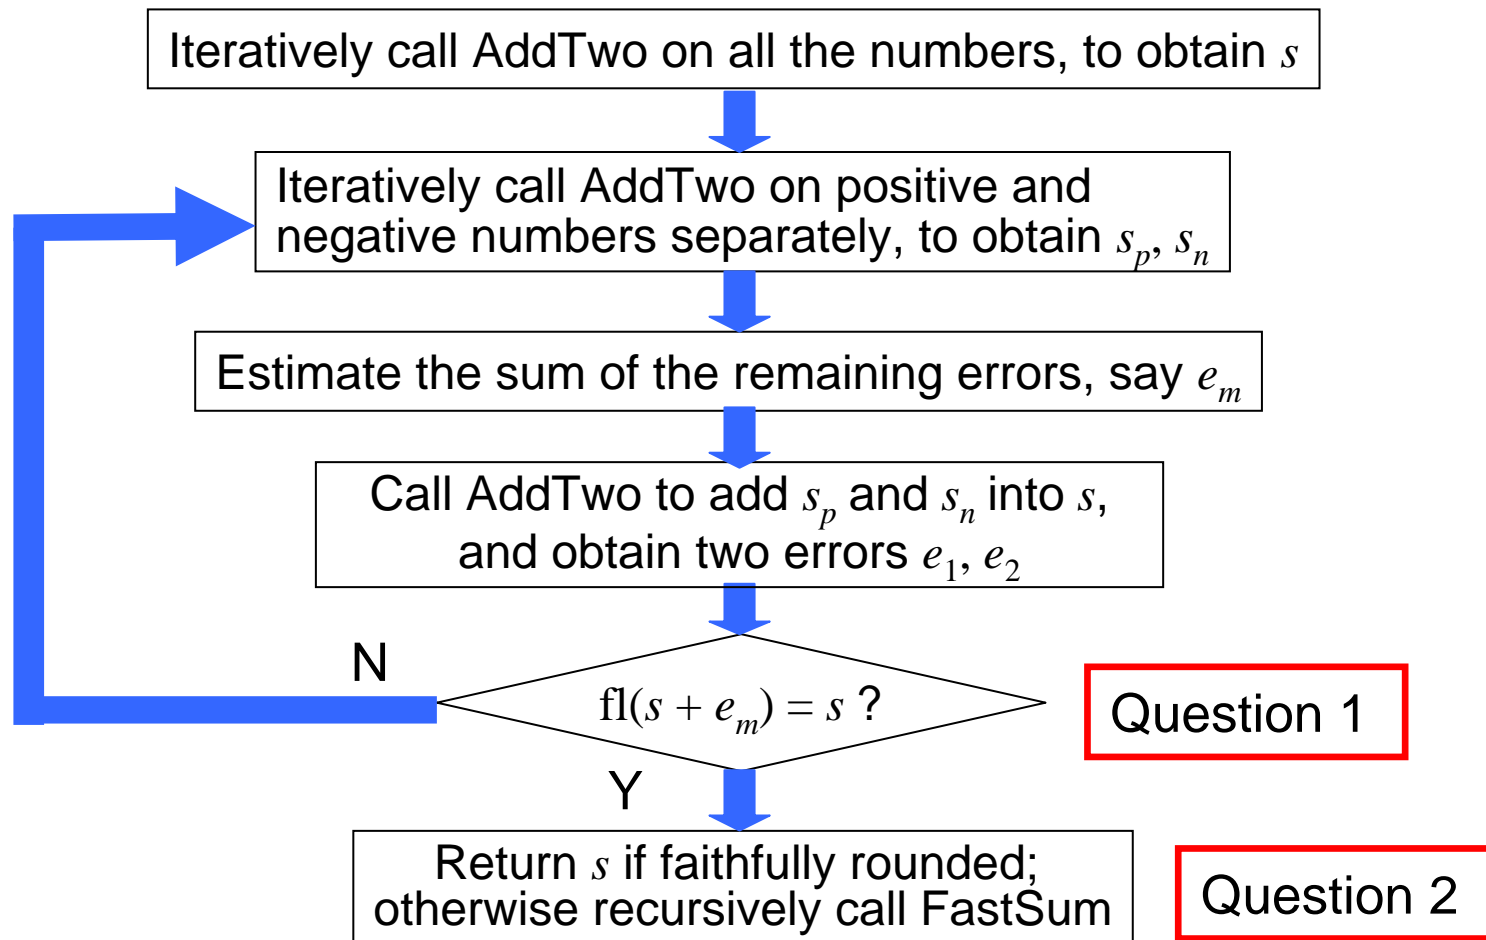 Iteratively call AddTwo on all the numbers, to obtain s
Iteratively call AddTwo on positive and
negative numbers separately, to obtain sₚ, sₙ
Estimate the sum of the remaining errors, say eₘ
Call AddTwo to add sₚ and sₙ into s,
and obtain two errors e₁, e₂
N
fl(s + eₘ) = s ?
Question 1
Y
Return s if faithfully rounded;
otherwise recursively call FastSum
Question 2